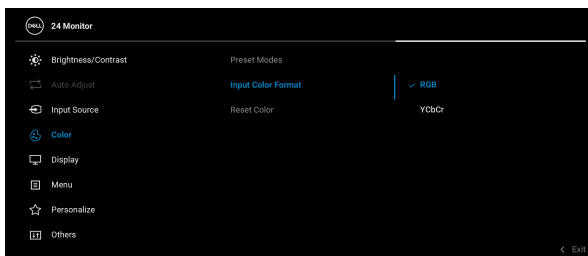 DELL 24 Monitor
Brightness/Contrast Preset Modes
Auto Adjust Input Color Format ✓ RGB
Input Source Reset Color YCbCr
Color
Display
Menu
Personalize
Others
< Exit